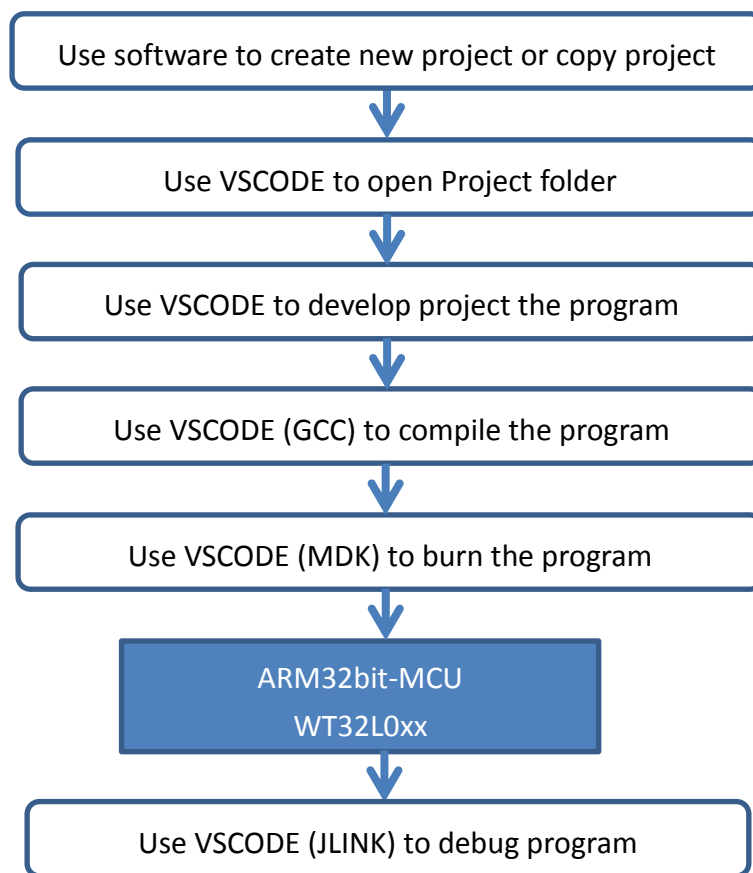 Use software to create new project or copy project
Use VSCODE to open Project folder
Use VSCODE to develop project the program
Use VSCODE (GCC) to compile the program
Use VSCODE (MDK) to burn the program
ARM32bit-MCU
WT32L0xx
Use VSCODE (JLINK) to debug program